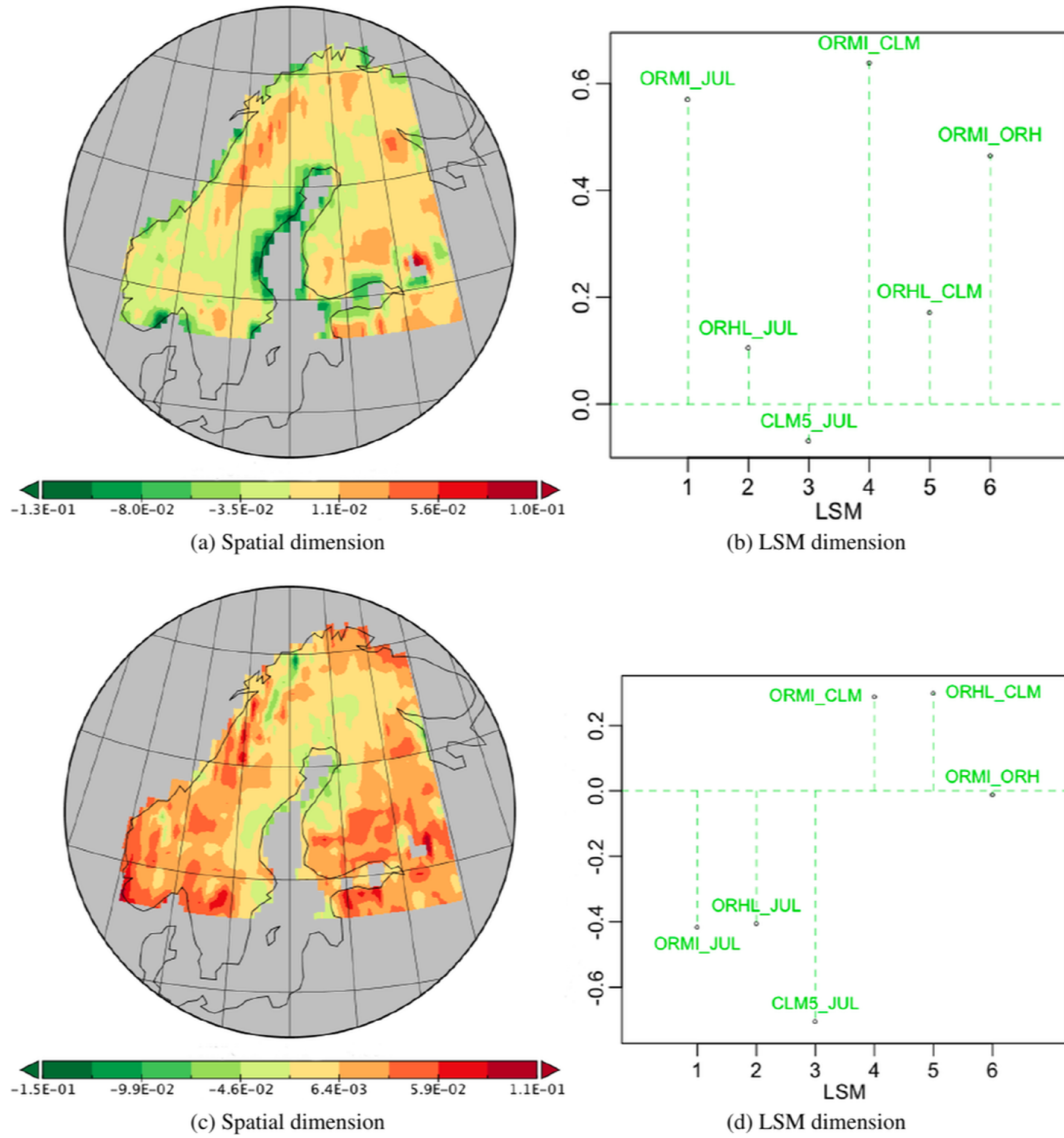 ORMI_CLM
ORMI_JUL
ORMI_ORH
ORHL_CLM
ORHL_JUL
CLM5_JUL
0.6
0.4
0.2
0.0
1 2 3 4 5 6
LSM
-1.3E-01 -8.0E-02 -3.5E-02 1.1E-02 5.6E-02 1.0E-01
(a) Spatial dimension
(b) LSM dimension
ORMI_CLM
ORHL_CLM
ORMI_ORH
ORHL_JUL
ORMI_JUL
CLM5_JUL
0.2
0.0
-0.2
-0.4
-0.6
1 2 3 4 5 6
LSM
-1.5E-01 -9.9E-02 -4.6E-02 6.4E-03 5.9E-02 1.1E-01
(c) Spatial dimension
(d) LSM dimension